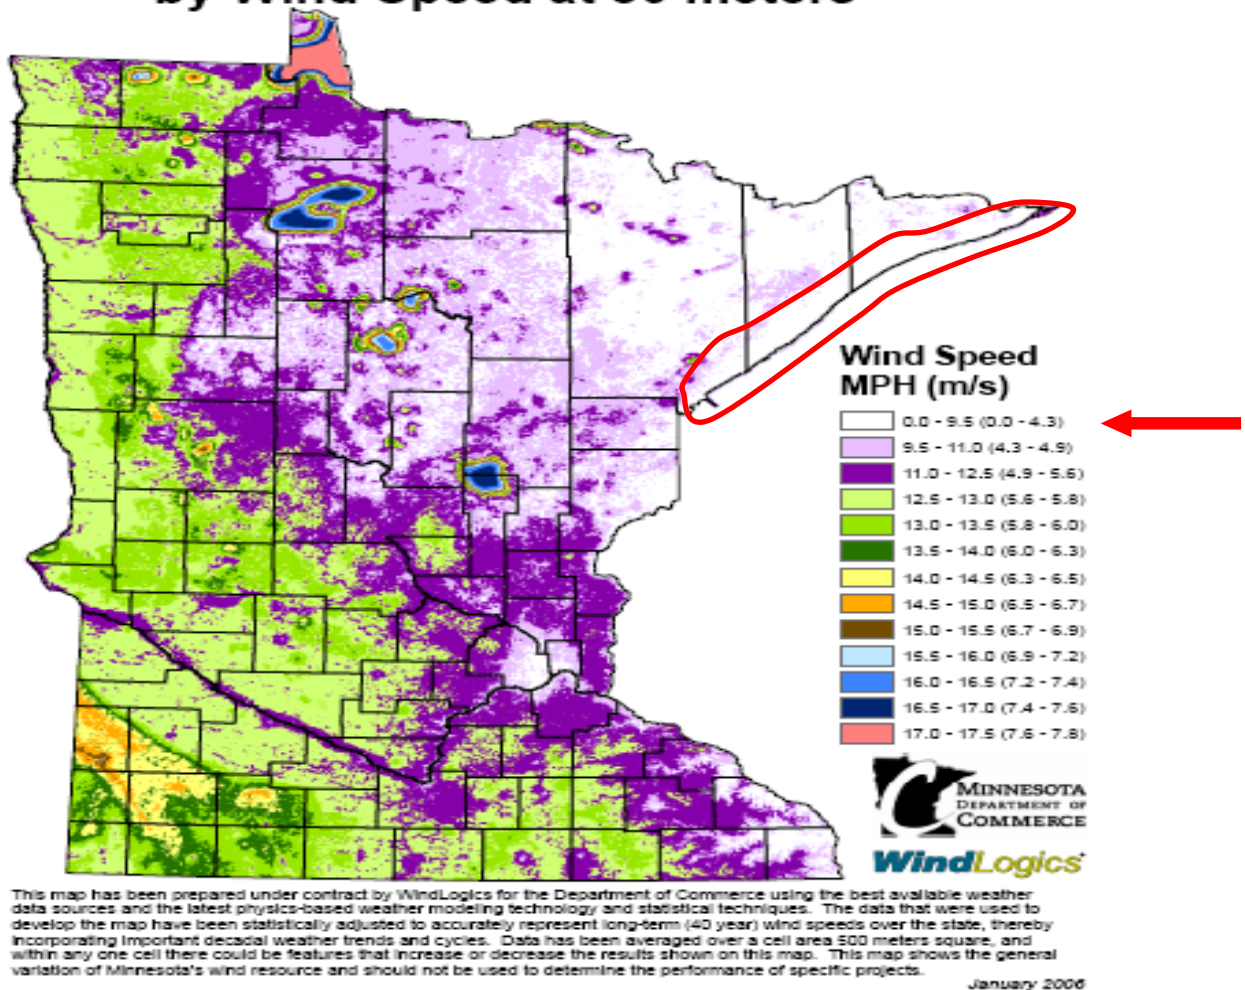 by Wind Speed at 80 meters
Wind Speed
MPH (m/s)
0.0 - 9.5 (0.0 - 4.3)
9.5 - 11.0 (4.3 - 4.9)
11.0 - 12.5 (4.9 - 5.6)
12.5 - 13.0 (5.6 - 5.8)
13.0 - 13.5 (5.8 - 6.0)
13.5 - 14.0 (6.0 - 6.3)
14.0 - 14.5 (6.3 - 6.5)
14.5 - 15.0 (6.5 - 6.7)
15.0 - 15.5 (6.7 - 6.9)
15.5 - 16.0 (6.9 - 7.2)
16.0 - 16.5 (7.2 - 7.4)
16.5 - 17.0 (7.4 - 7.6)
17.0 - 17.5 (7.6 - 7.8)
MINNESOTA
DEPARTMENT OF
COMMERCE
WindLogics
This map has been prepared under contract by WindLogics for the Department of Commerce using the best available weather
data sources and the latest physics-based weather modeling technology and statistical techniques. The data that were used to
develop the map have been statistically adjusted to accurately represent long-term (40 year) wind speeds over the state, thereby
incorporating important decadal weather trends and cycles. Data has been averaged over a cell area 500 meters square, and
within any one cell there could be features that increase or decrease the results shown on this map. This map shows the general
variation of Minnesota's wind resource and should not be used to determine the performance of specific projects.
January 2006